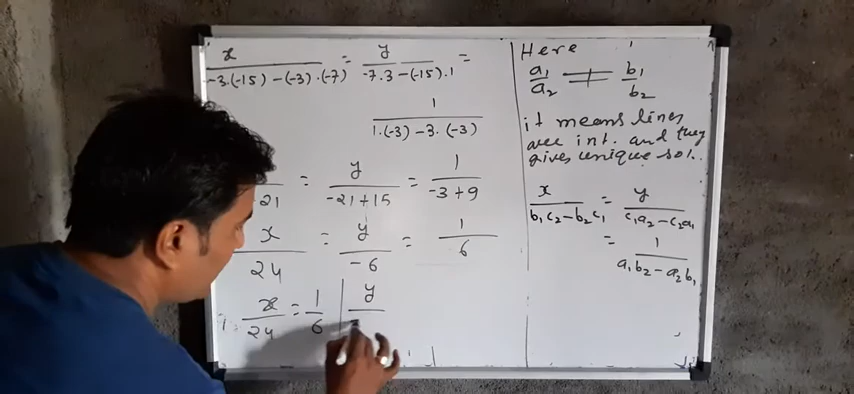 x / -3·(-15) - (-3)·(-7) = y / -7·3 - (-15)·1 =
1 / 1·(-3) - 3·(-3)
-21 = y / -21+15 = 1 / -3+9
x / 24 = y / -6 = 1 / 6
x / 24 = 1 / 6 | y /
Here
a₁ / a₂ ≠ b₁ / b₂
it means lines
are int. and they
gives unique sol.
x / b₁c₂-b₂c₁ = y / c₁a₂-c₂a₁
= 1 / a₁b₂-a₂b₁